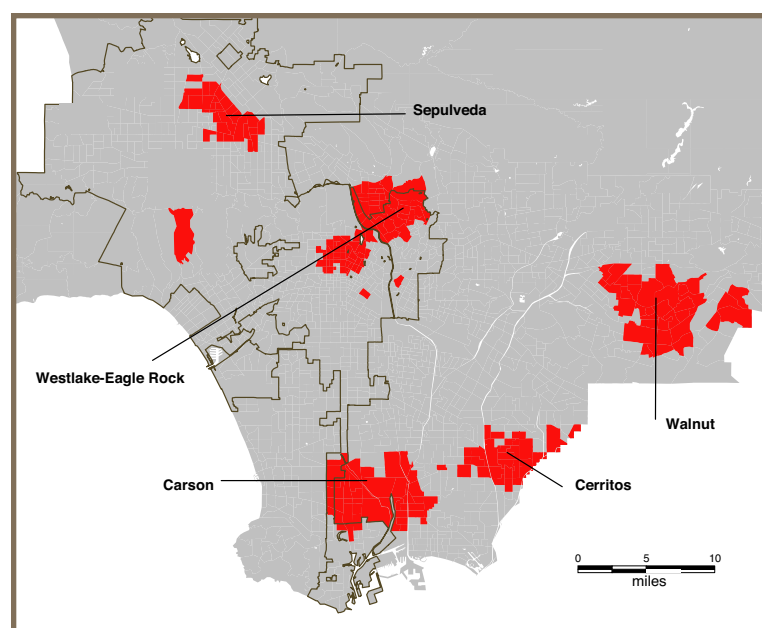 Sepulveda
Westlake-Eagle Rock
Walnut
Carson
Cerritos
0 5 10
miles